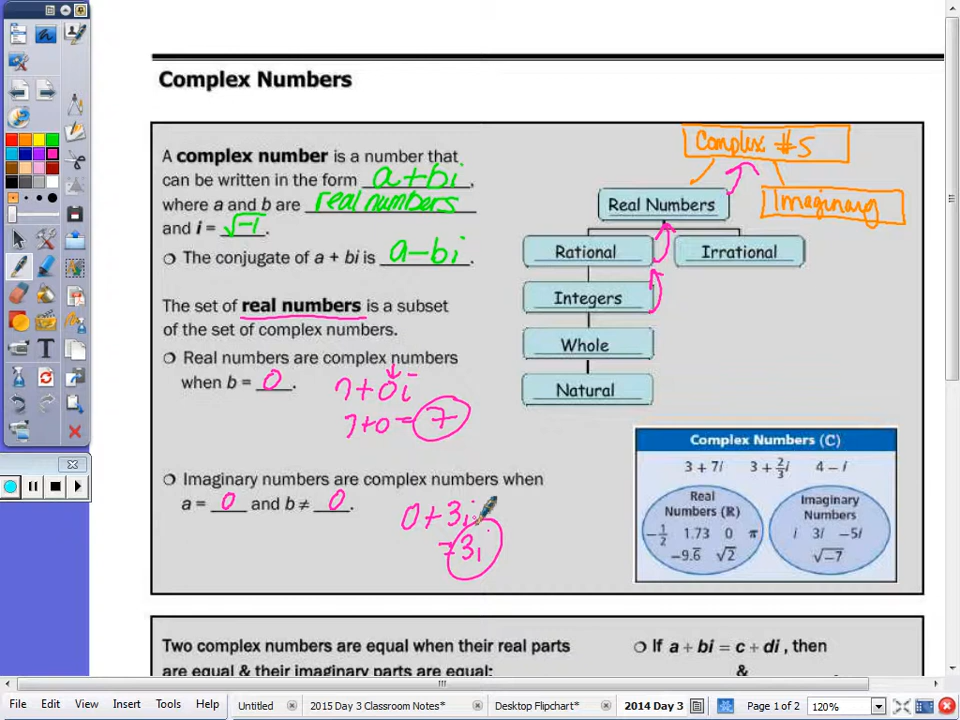 Complex Numbers
A complex number is a number that
can be written in the form a+bi,
where a and b are real numbers
and i = √-1.
The conjugate of a + bi is a-bi.
The set of real numbers is a subset
of the set of complex numbers.
Real numbers are complex numbers
when b = 0.
7+0i
7+0=7
Imaginary numbers are complex numbers when
a = 0 and b ≠ 0.
0+3i
=3i
Complex #s
Real Numbers
Imaginary
Rational
Irrational
Integers
Whole
Natural
Complex Numbers (C)
3 + 7i 3 + 2/3i 4 – i
Real
Numbers (ℝ)
-1/2 1.73 0 π
-9.6̄ √2
Imaginary
Numbers
i 3i -5i
√-7
Two complex numbers are equal when their real parts
are equal & their imaginary parts are equal:
If a + bi = c + di, then
&
File Edit View Insert Tools Help
Untitled
2015 Day 3 Classroom Notes*
Desktop Flipchart*
2014 Day 3
Page 1 of 2
120%